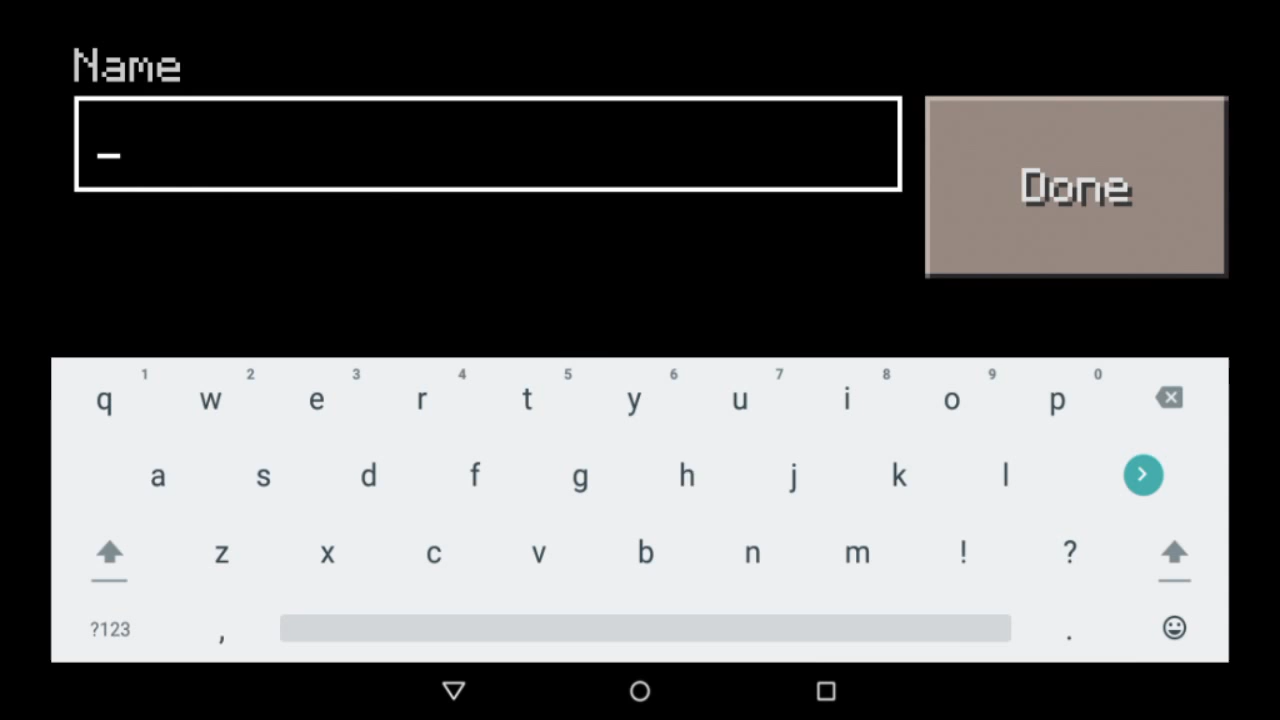 Name
_
Done
1 2 3 4 5 6 7 8 9 0
q w e r t y u i o p
a s d f g h j k l
z x c v b n m ! ?
?123 , .